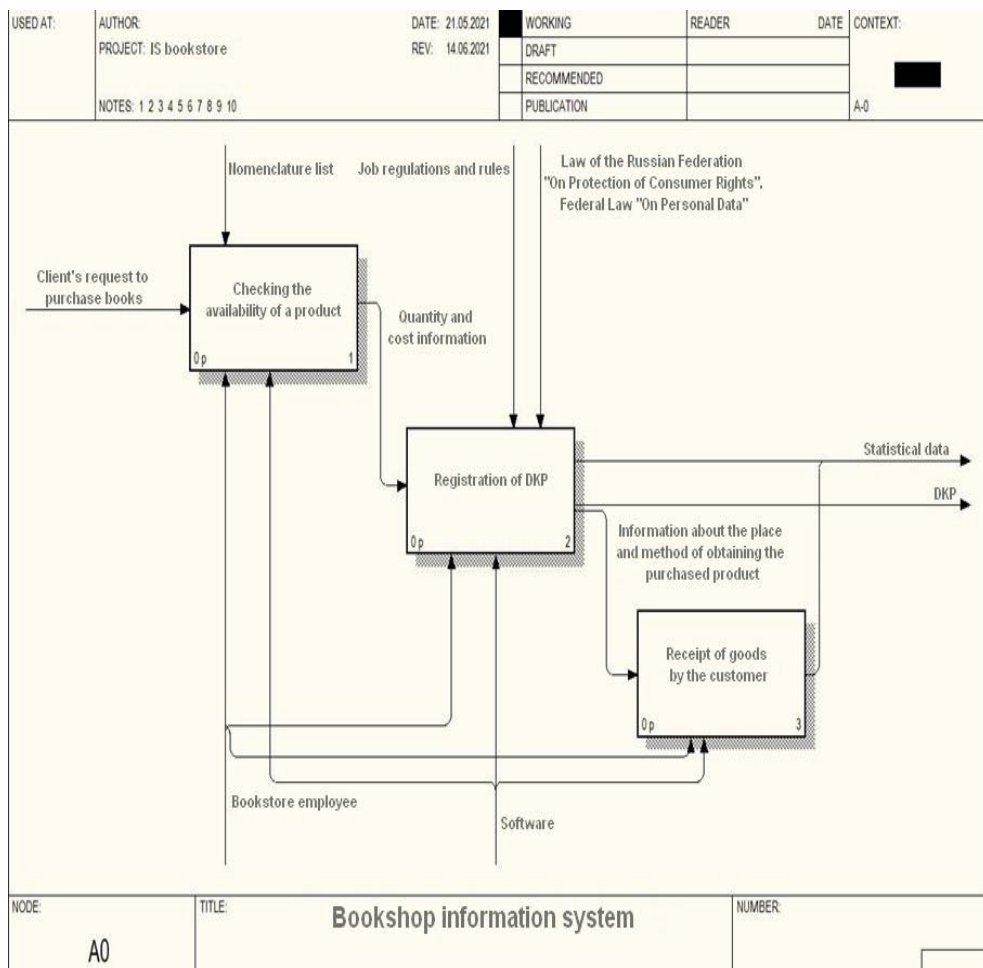 USED AT:
AUTHOR:
DATE: 21.05.2021
PROJECT: IS bookstore
REV: 14.06.2021
NOTES: 1 2 3 4 5 6 7 8 9 10
WORKING
DRAFT
RECOMMENDED
PUBLICATION
READER
DATE
CONTEXT:
A-0
Nomenclature list
Job regulations and rules
Law of the Russian Federation
"On Protection of Consumer Rights".
Federal Law "On Personal Data"
Client's request to
purchase books
Checking the
availability of a product
0 p
1
Quantity and
cost information
Registration of DKP
0 p
2
Statistical data
DKP
Information about the place
and method of obtaining the
purchased product
Receipt of goods
by the customer
0 p
3
Bookstore employee
Software
NODE:
A0
TITLE:
Bookshop information system
NUMBER: